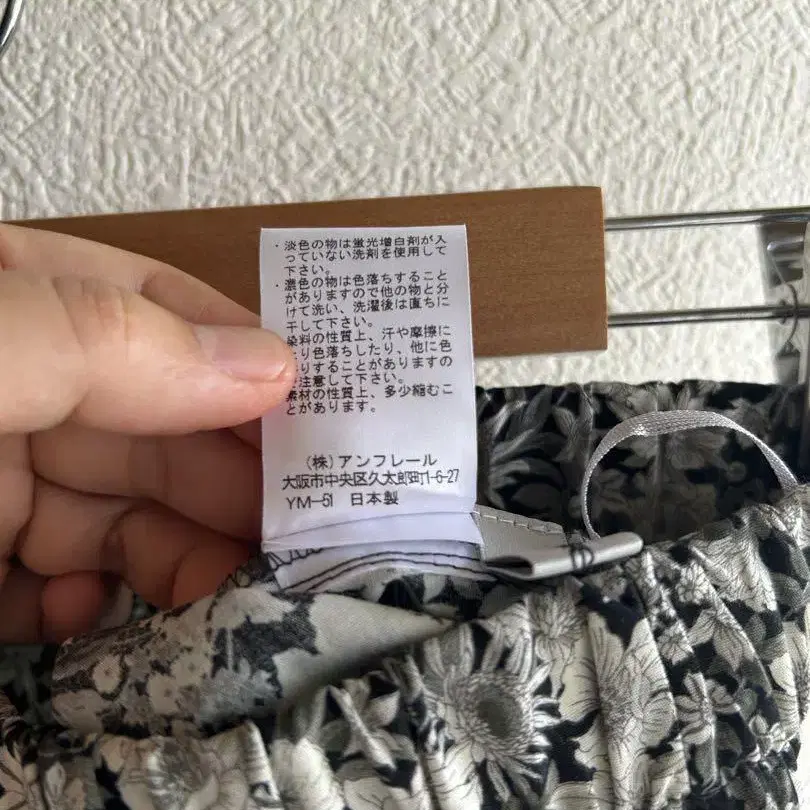 ・淡色の物は蛍光増白剤が入
っていない洗剤を使用して
下さい。
・濃色の物は色落ちすること
がありますので他の物と分
けて洗い、洗濯後は直ちに
干して下さい。
染料の性質上、汗や摩擦に
り色落ちしたり、他に色
りすることがありますの
注意して下さい。
素材の性質上、多少縮むこ
とがあります。
(株)アンフレール
大阪市中央区久太郎町1-6-27
YM-51 日本製